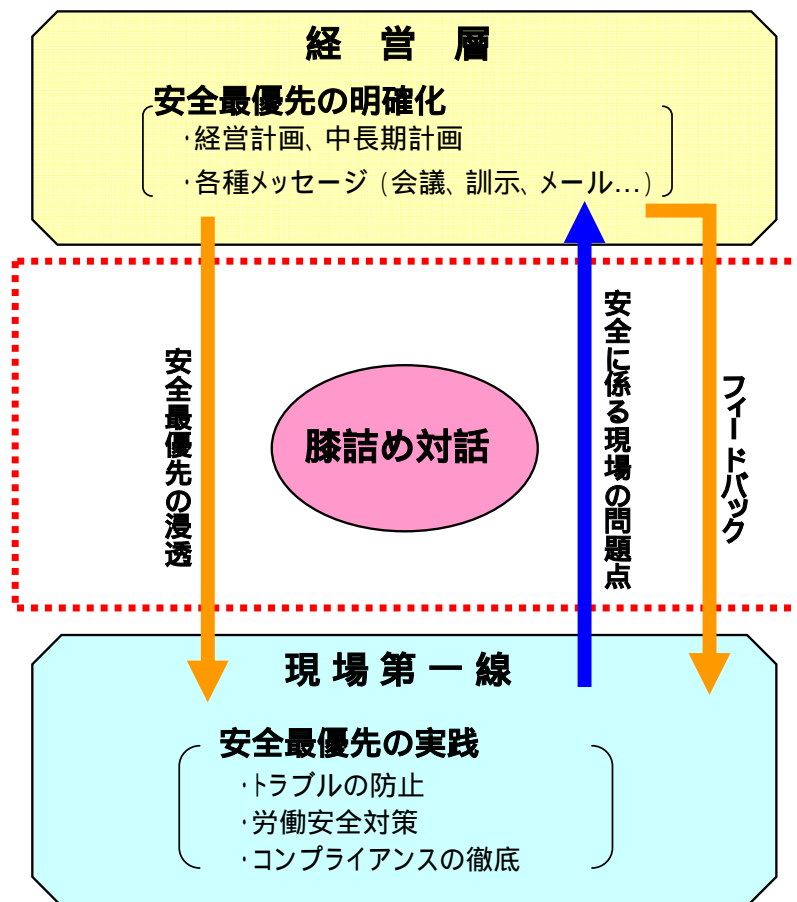 経営層
安全最優先の明確化
・経営計画、中長期計画
・各種メッセージ（会議、訓示、メール…）
安全最優先の浸透
膝詰め対話
安全に係る現場の問題点
フィードバック
現場第一線
安全最優先の実践
・トラブルの防止
・労働安全対策
・コンプライアンスの徹底